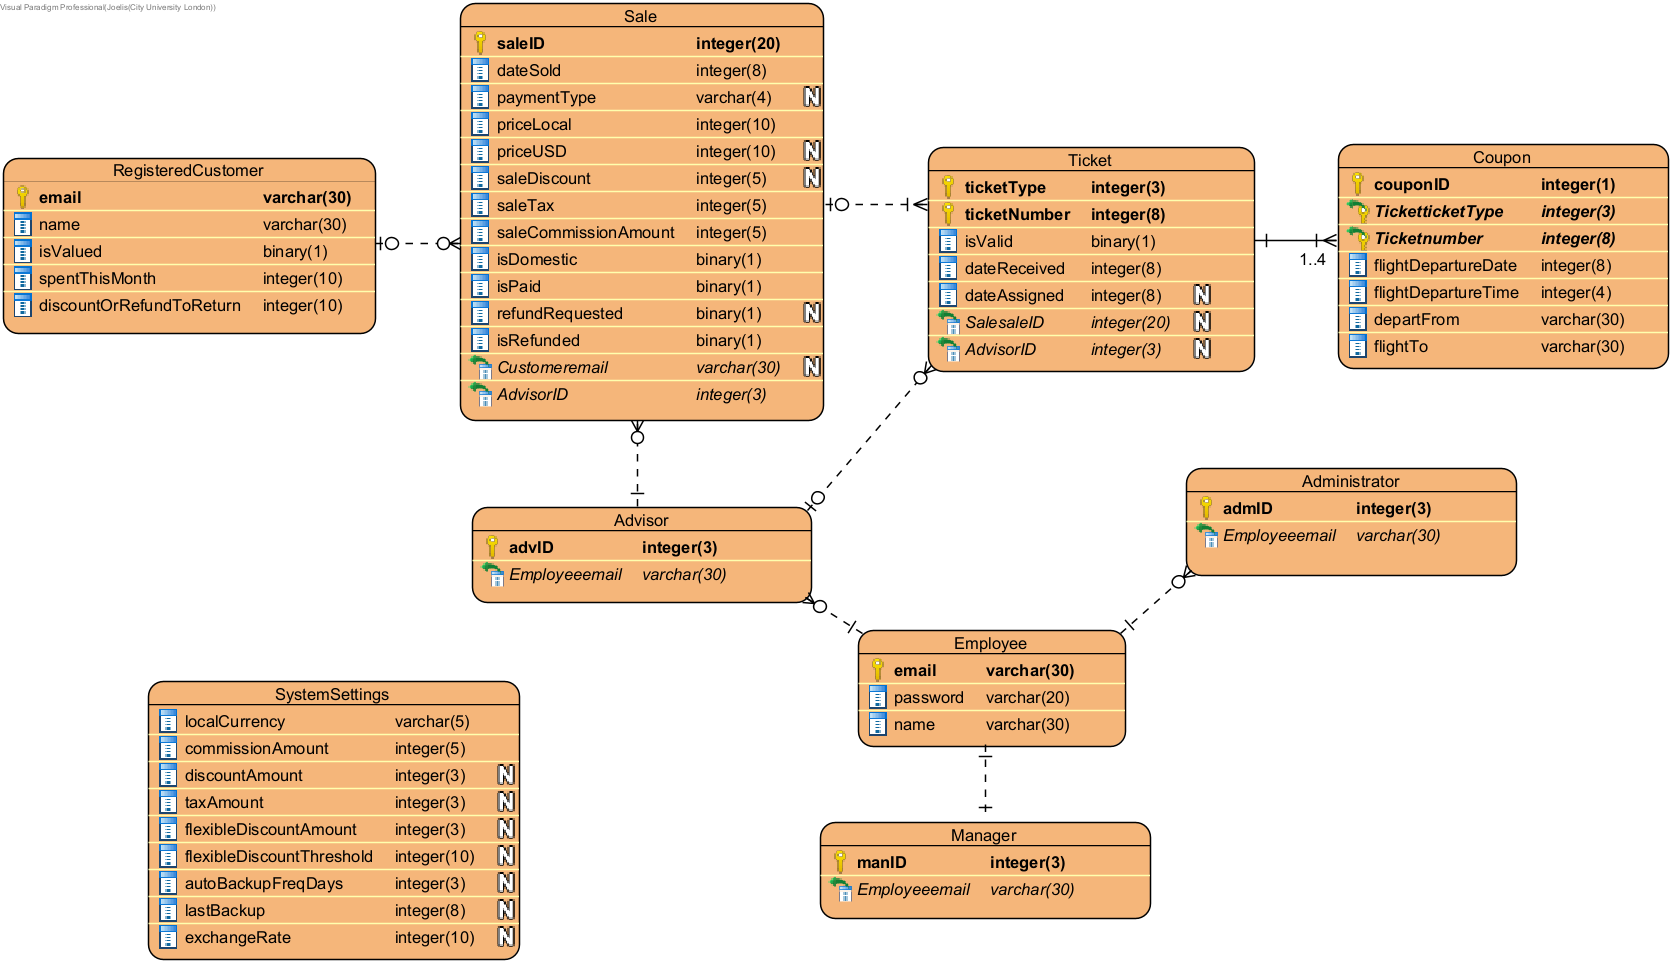 Visual Paradigm Professional(Joelis(City University London))
Sale
saleID integer(20)
dateSold integer(8)
paymentType varchar(4) N
priceLocal integer(10)
priceUSD integer(10) N
saleDiscount integer(5) N
saleTax integer(5)
saleCommissionAmount integer(5)
isDomestic binary(1)
isPaid binary(1)
refundRequested binary(1) N
isRefunded binary(1)
Customeremail varchar(30) N
AdvisorID integer(3)
RegisteredCustomer
email varchar(30)
name varchar(30)
isValued binary(1)
spentThisMonth integer(10)
discountOrRefundToReturn integer(10)
Ticket
ticketType integer(3)
ticketNumber integer(8)
isValid binary(1)
dateReceived integer(8)
dateAssigned integer(8) N
SalesaleID integer(20) N
AdvisorID integer(3) N
1..4
Coupon
couponID integer(1)
TicketticketType integer(3)
Ticketnumber integer(8)
flightDepartureDate integer(8)
flightDepartureTime integer(4)
departFrom varchar(30)
flightTo varchar(30)
Advisor
advID integer(3)
Employeeemail varchar(30)
Administrator
admID integer(3)
Employeeemail varchar(30)
Employee
email varchar(30)
password varchar(20)
name varchar(30)
SystemSettings
localCurrency varchar(5)
commissionAmount integer(5)
discountAmount integer(3) N
taxAmount integer(3) N
flexibleDiscountAmount integer(3) N
flexibleDiscountThreshold integer(10) N
autoBackupFreqDays integer(3) N
lastBackup integer(8) N
exchangeRate integer(10) N
Manager
manID integer(3)
Employeeemail varchar(30)